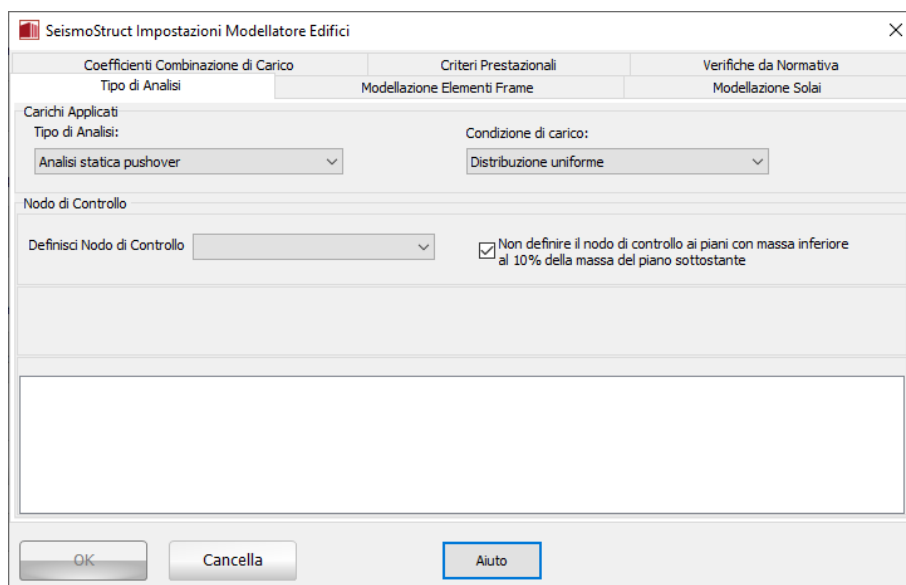 SeismoStruct Impostazioni Modellatore Edifici
Coefficienti Combinazione di Carico
Criteri Prestazionali
Verifiche da Normativa
Tipo di Analisi
Modellazione Elementi Frame
Modellazione Solai
Carichi Applicati
Tipo di Analisi:
Condizione di carico:
Analisi statica pushover
Distribuzione uniforme
Nodo di Controllo
Definisci Nodo di Controllo
Non definire il nodo di controllo ai piani con massa inferiore
al 10% della massa del piano sottostante
OK
Cancella
Aiuto